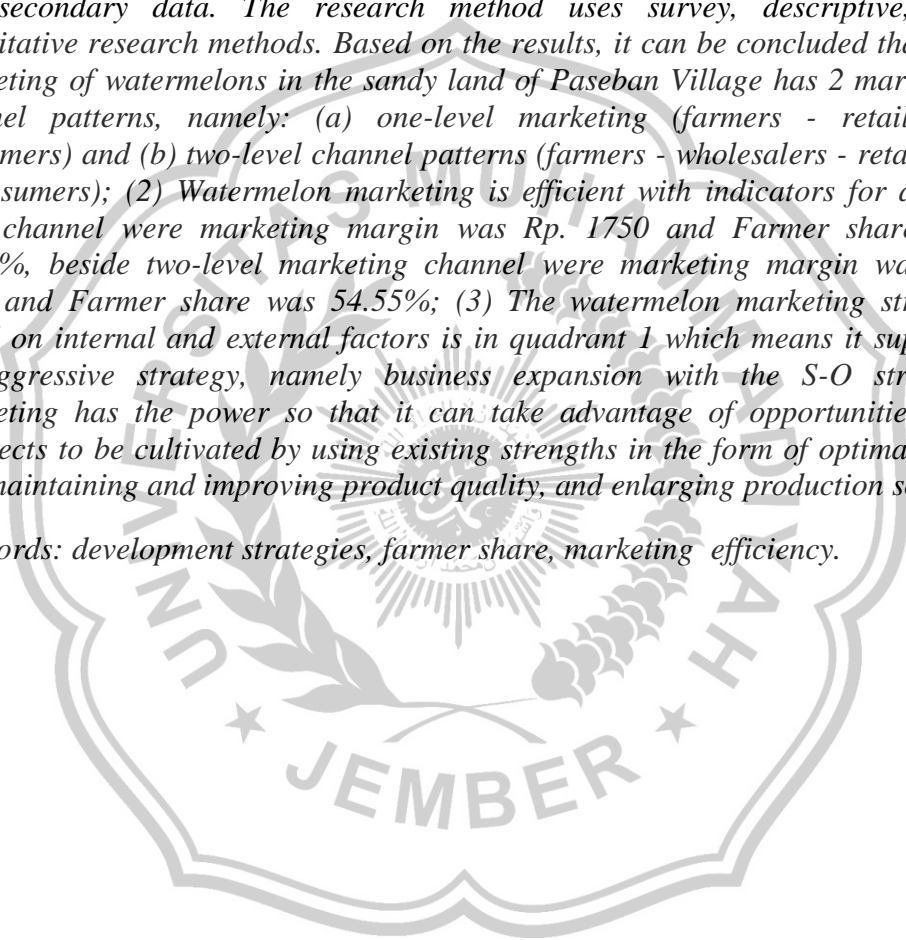 secondary data. The research method uses survey, descriptive,
itative research methods. Based on the results, it can be concluded tha
eting of watermelons in the sandy land of Paseban Village has 2 mar
nel patterns, namely: (a) one-level marketing (farmers - retail
mers) and (b) two-level channel patterns (farmers - wholesalers - reta
sumers); (2) Watermelon marketing is efficient with indicators for a
channel were marketing margin was Rp. 1750 and Farmer share
%, beside two-level marketing channel were marketing margin wa
and Farmer share was 54.55%; (3) The watermelon marketing st
on internal and external factors is in quadrant 1 which means it sup
ggressive strategy, namely business expansion with the S-O str
eting has the power so that it can take advantage of opportunitie
ects to be cultivated by using existing strengths in the form of optima
maintaining and improving product quality, and enlarging production s
ords: development strategies, farmer share, marketing efficiency.
UNIVERSITAS MUHAMMADIYAH
JEMBER